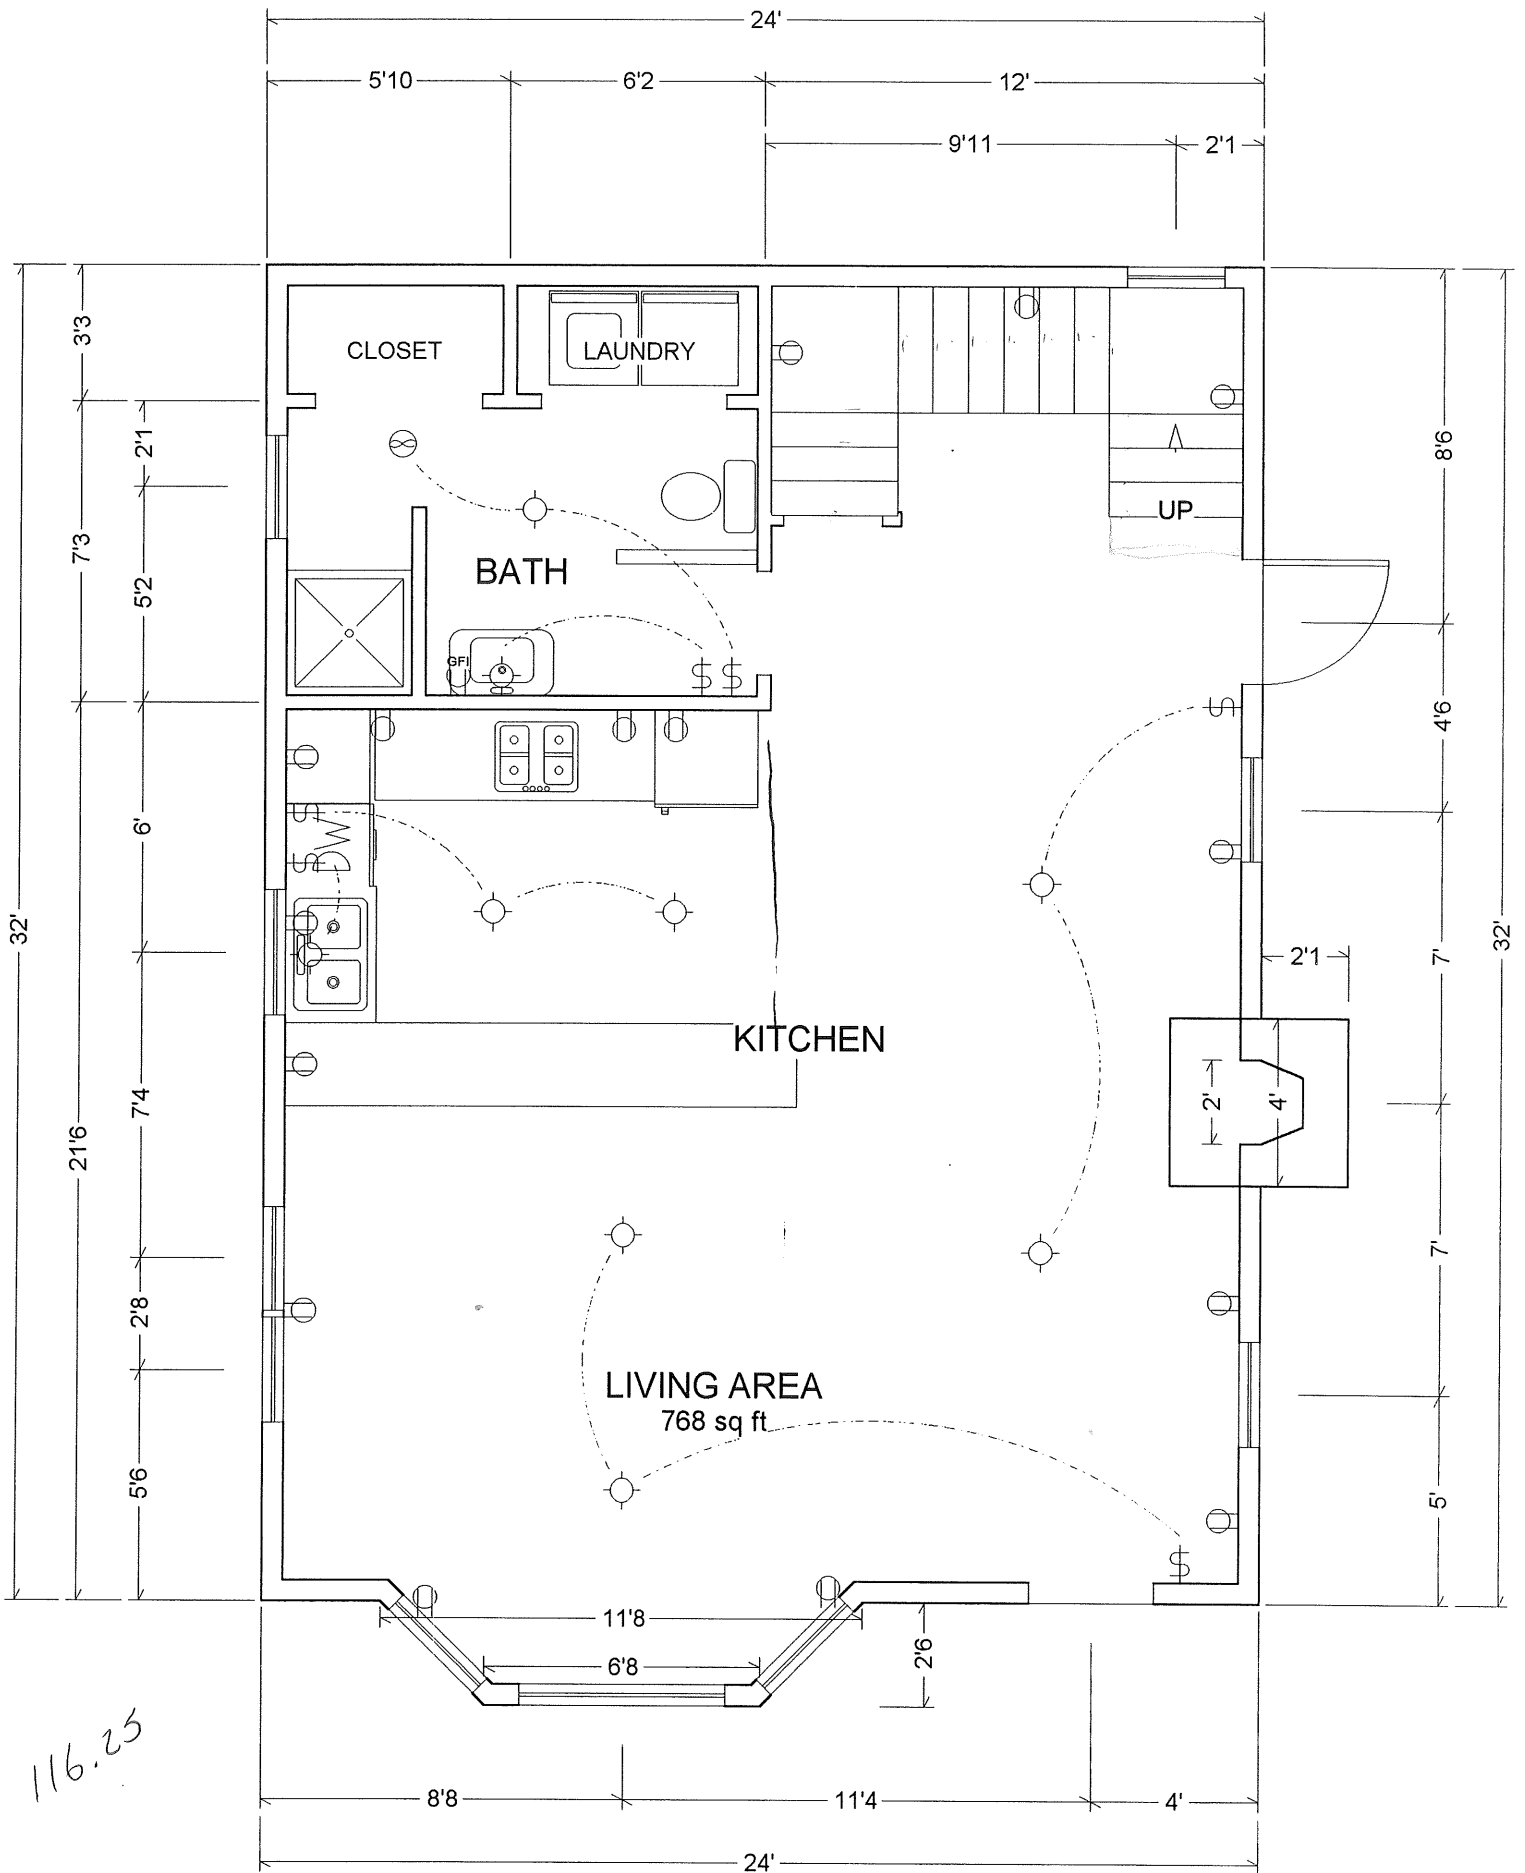 24'
5'10 6'2 12'
9'11 2'1
3'3
CLOSET LAUNDRY
2'1
8'6
UP
7'3
5'2
BATH
GFI
S S
S
4'6
S
6'
S
32'
32'
7'
2'1
KITCHEN
7'4
2' 4'
21'6
7'
2'8
LIVING AREA
768 sq ft
5'6
5'
S
11'8
2'6
6'8
116.25
8'8 11'4 4'
24'